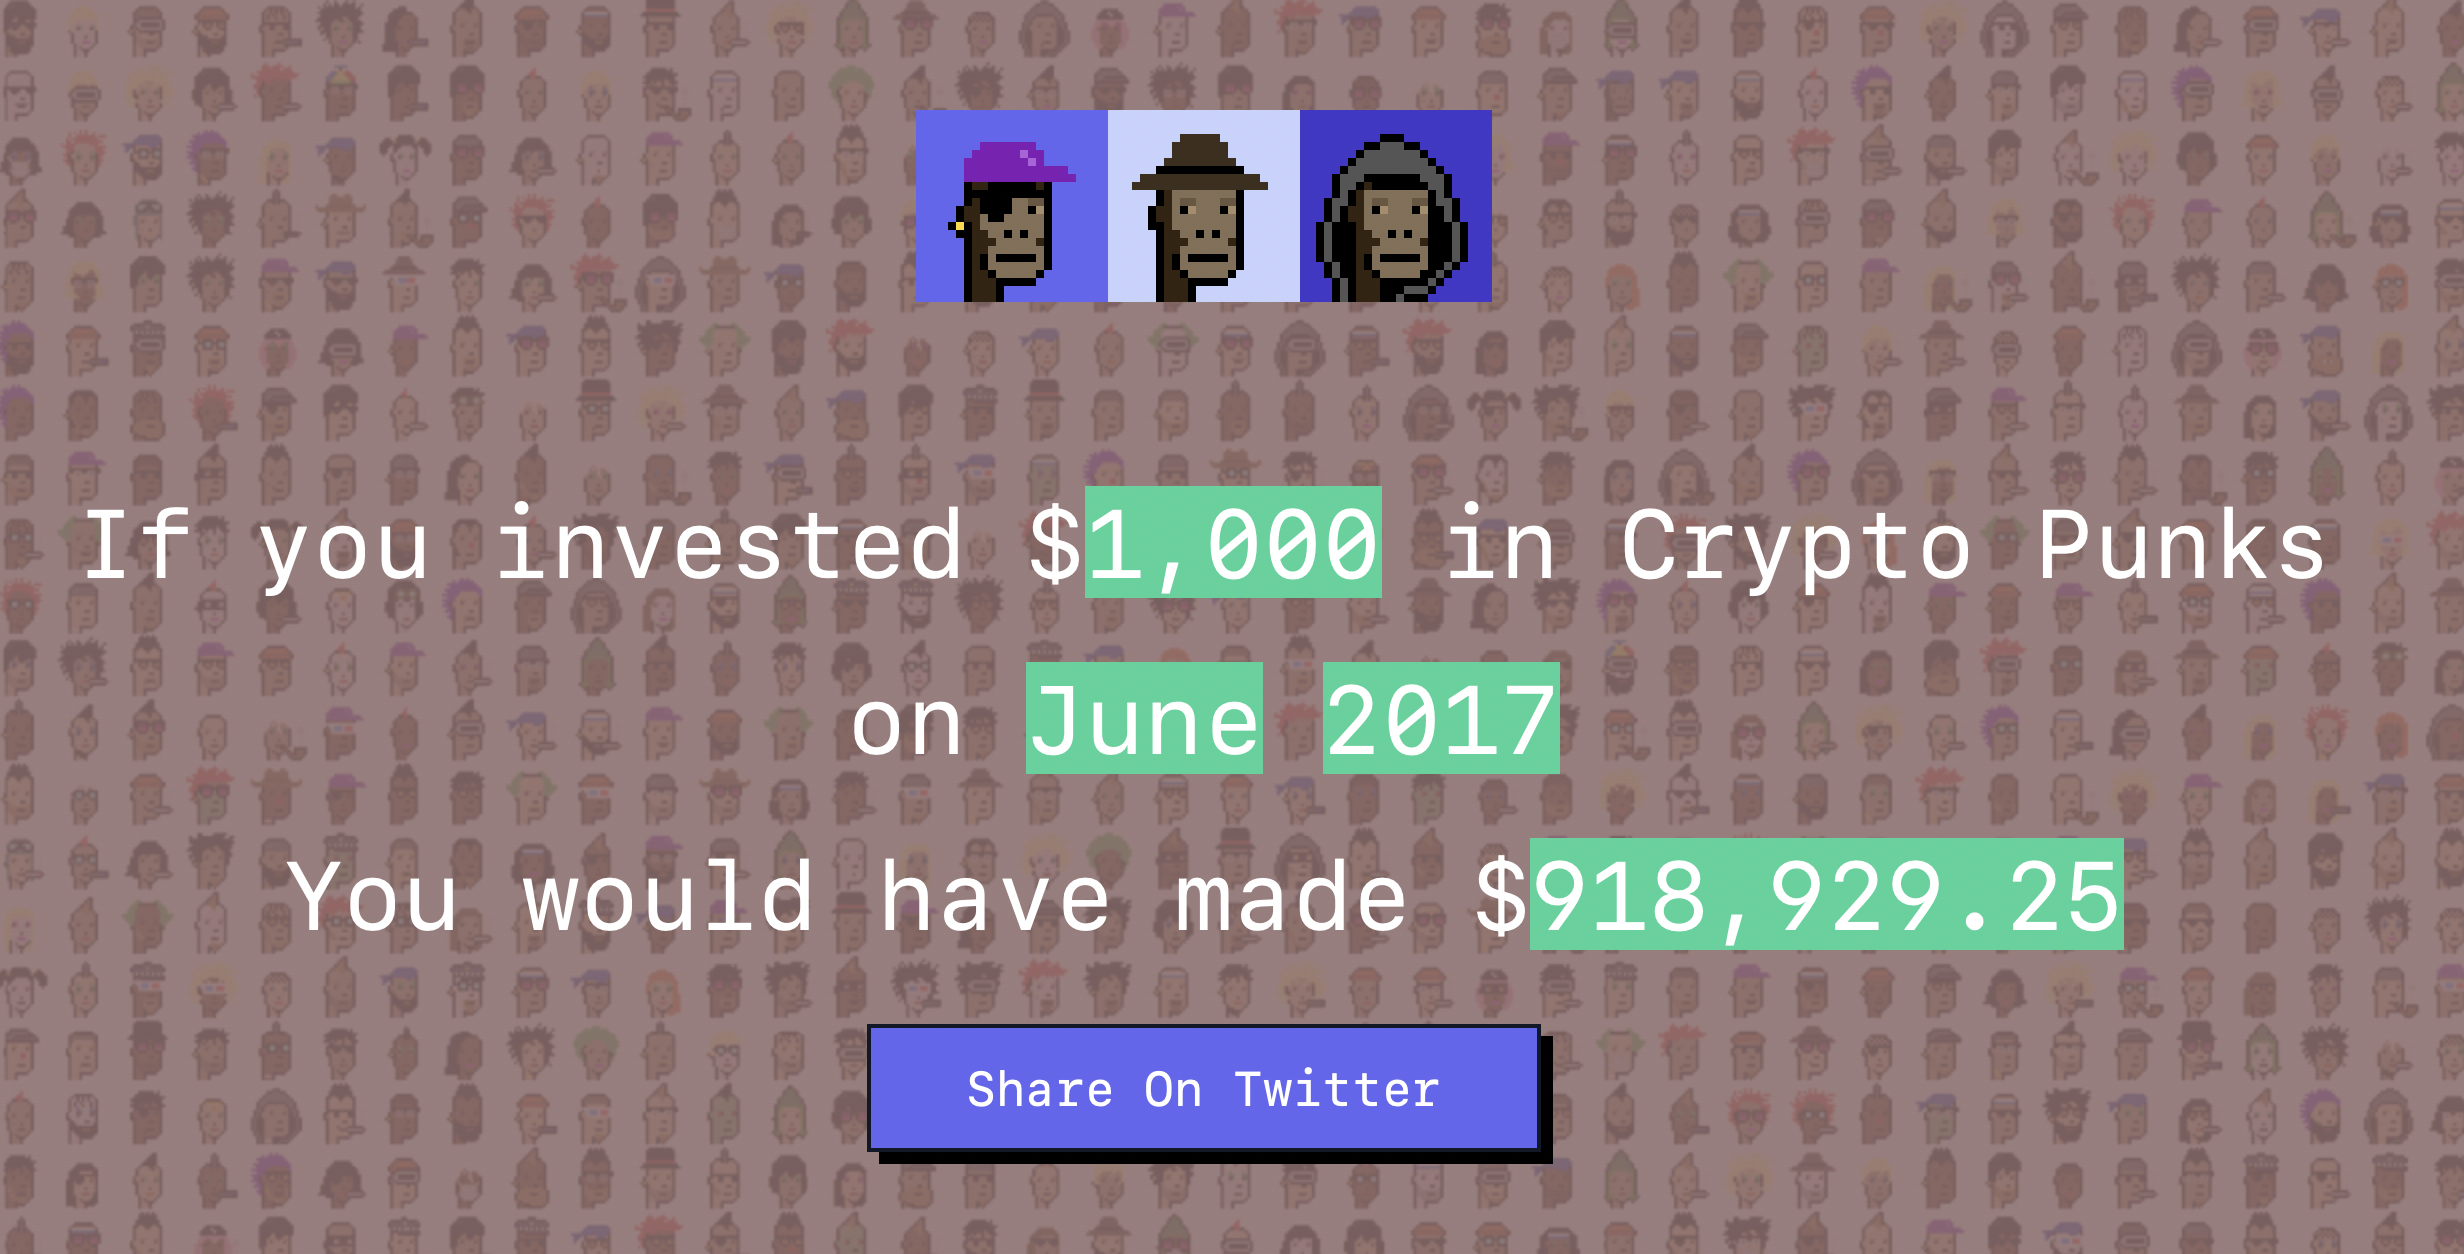 If you invested $1,000 in Crypto Punks
on June 2017
You would have made $918,929.25
Share On Twitter